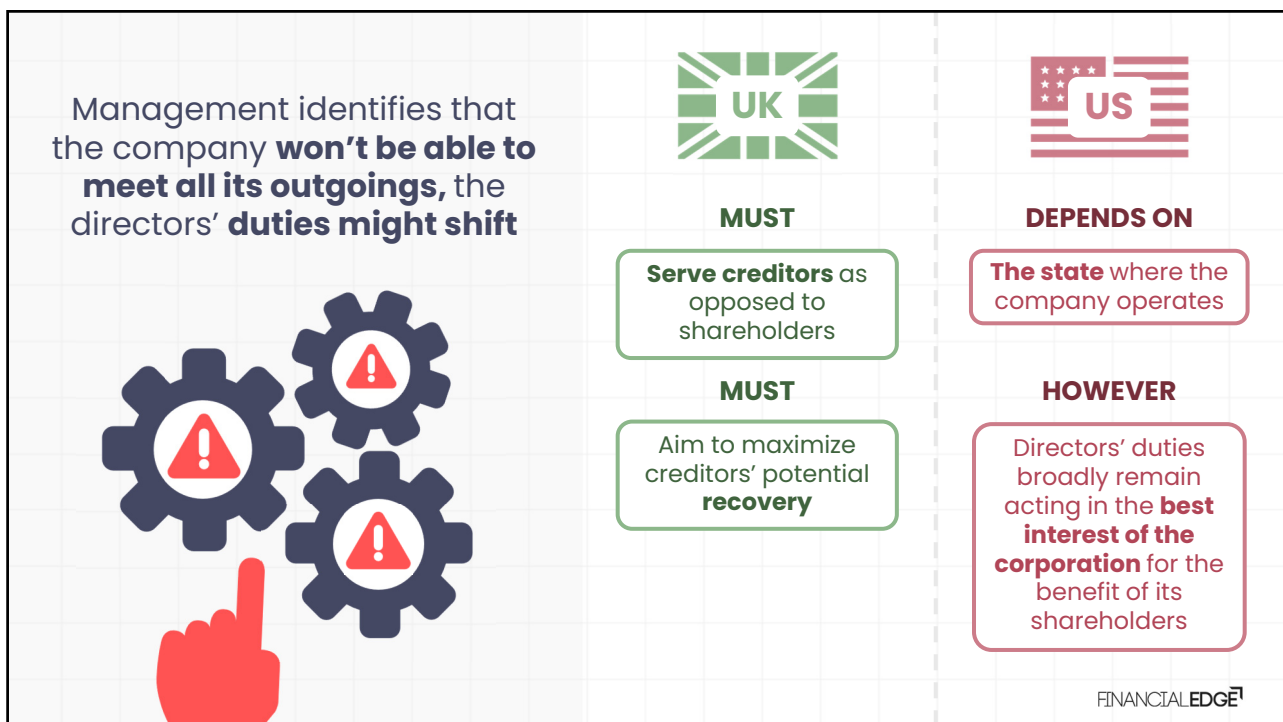 Management identifies that
the company won't be able to
meet all its outgoings, the
directors' duties might shift
UK
MUST
Serve creditors as
opposed to
shareholders
MUST
Aim to maximize
creditors' potential
recovery
US
DEPENDS ON
The state where the
company operates
HOWEVER
Directors' duties
broadly remain
acting in the best
interest of the
corporation for the
benefit of its
shareholders
FINANCIALEDGE